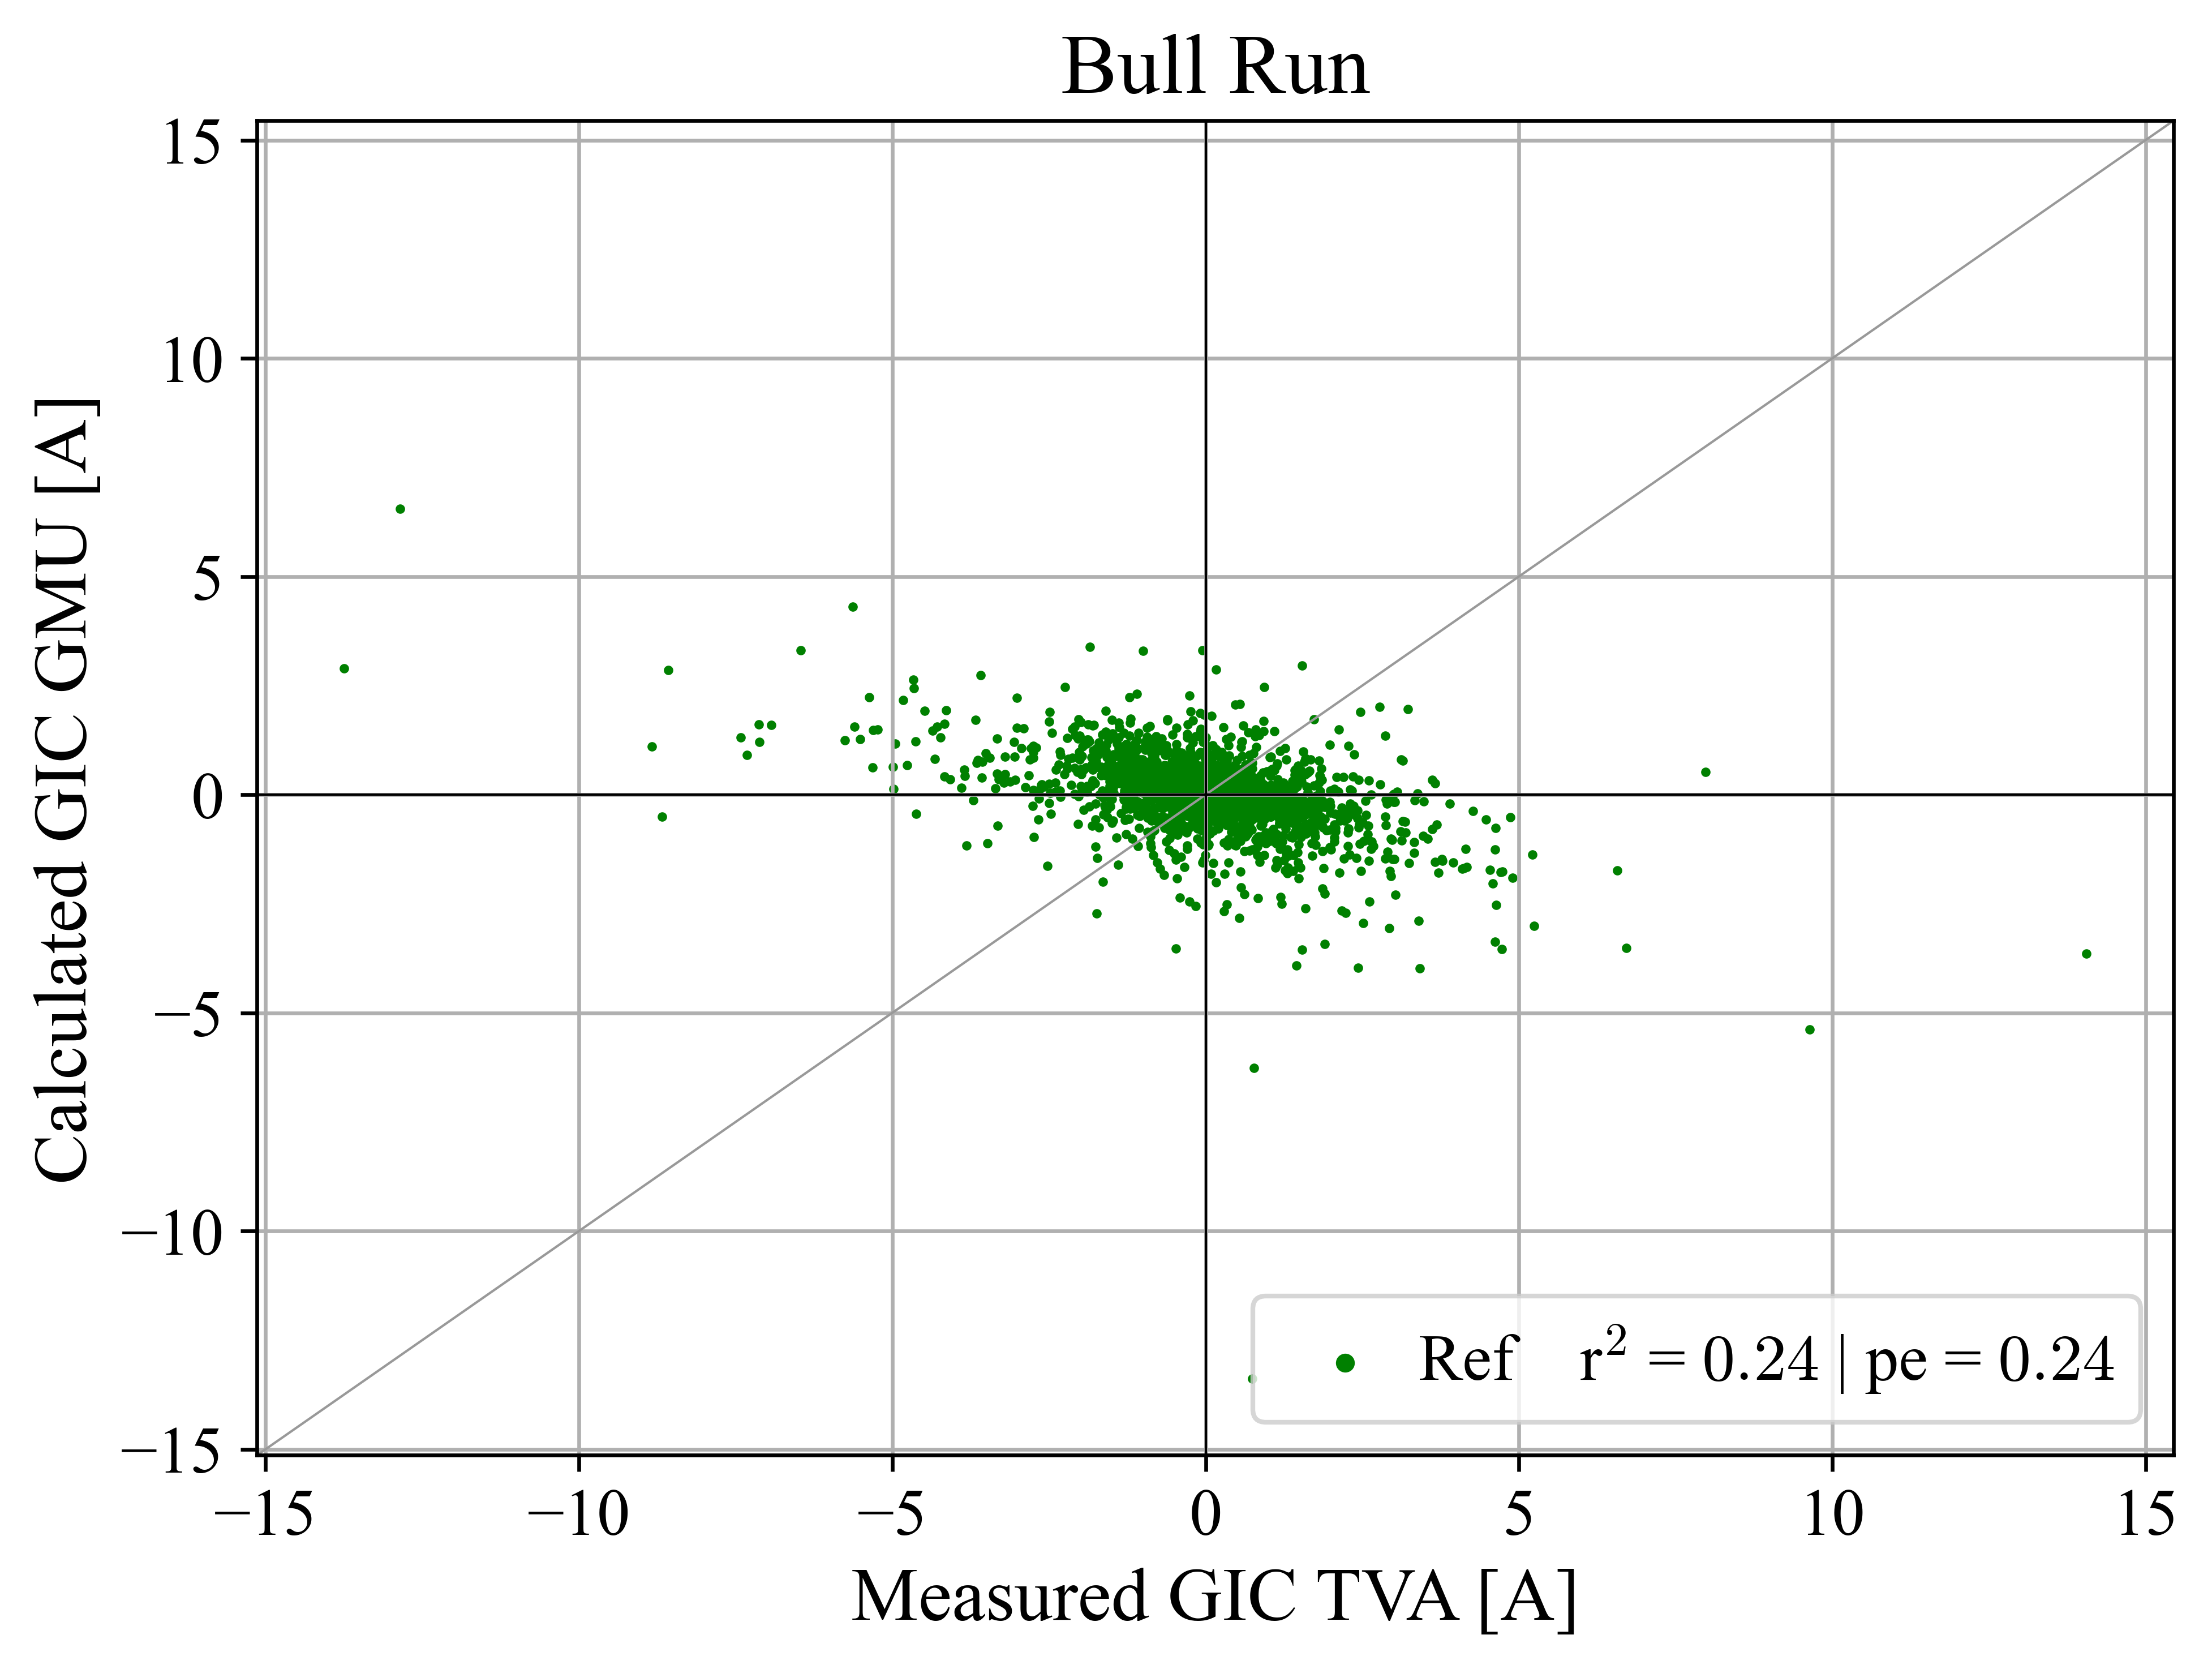 Bull Run
Calculated GIC GMU [A]
15
10
5
0
−5
−10
−15
Ref r² = 0.24 | pe = 0.24
−15 −10 −5 0 5 10 15
Measured GIC TVA [A]